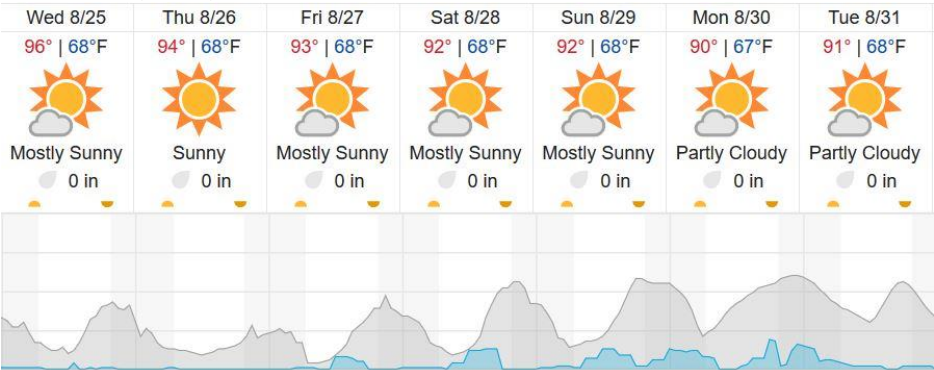 Wed 8/25 Thu 8/26 Fri 8/27 Sat 8/28 Sun 8/29 Mon 8/30 Tue 8/31
96° | 68°F 94° | 68°F 93° | 68°F 92° | 68°F 92° | 68°F 90° | 67°F 91° | 68°F
Mostly Sunny Sunny Mostly Sunny Mostly Sunny Mostly Sunny Partly Cloudy Partly Cloudy
0 in 0 in 0 in 0 in 0 in 0 in 0 in